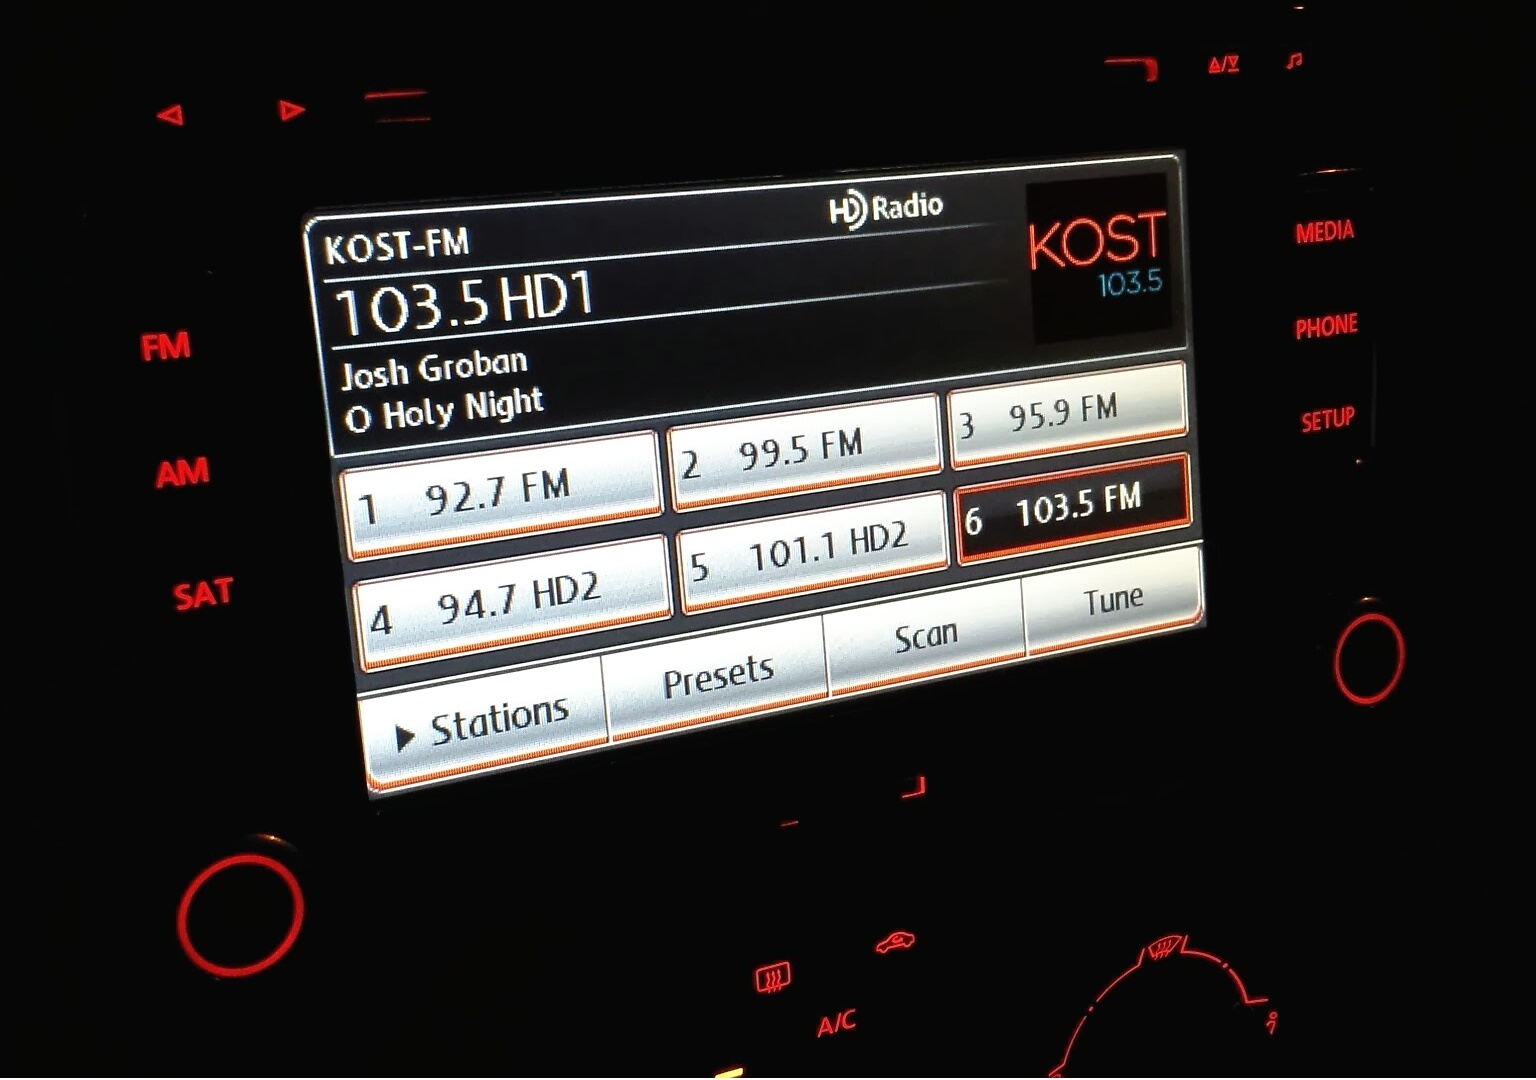 HD Radio
KOST-FM
103.5 HD1
KOST
103.5
Josh Groban
O Holy Night
1 92.7 FM
2 99.5 FM
3 95.9 FM
4 94.7 HD2
5 101.1 HD2
6 103.5 FM
Stations
Presets
Scan
Tune
FM
AM
SAT
MEDIA
PHONE
SETUP
A/C